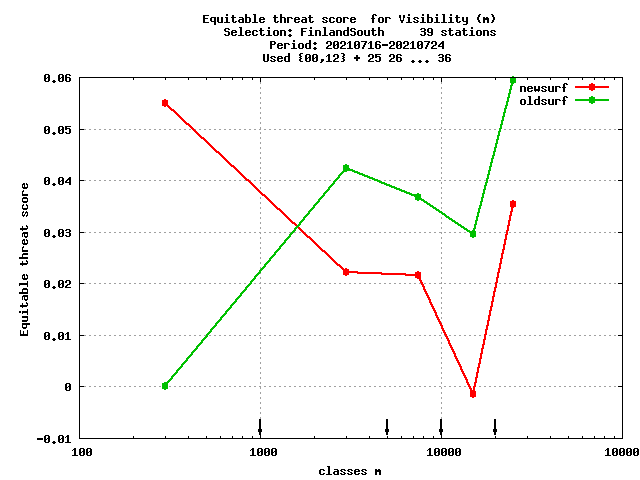 Equitable threat score  for Visibility (m)
Selection: FinlandSouth     39 stations
Period: 20210716-20210724
Used {00,12} + 25 26 ... 36
newsurf
oldsurf
0.06
0.05
0.04
0.03
0.02
0.01
0
-0.01
Equitable threat score
100
1000
10000
10000
classes m